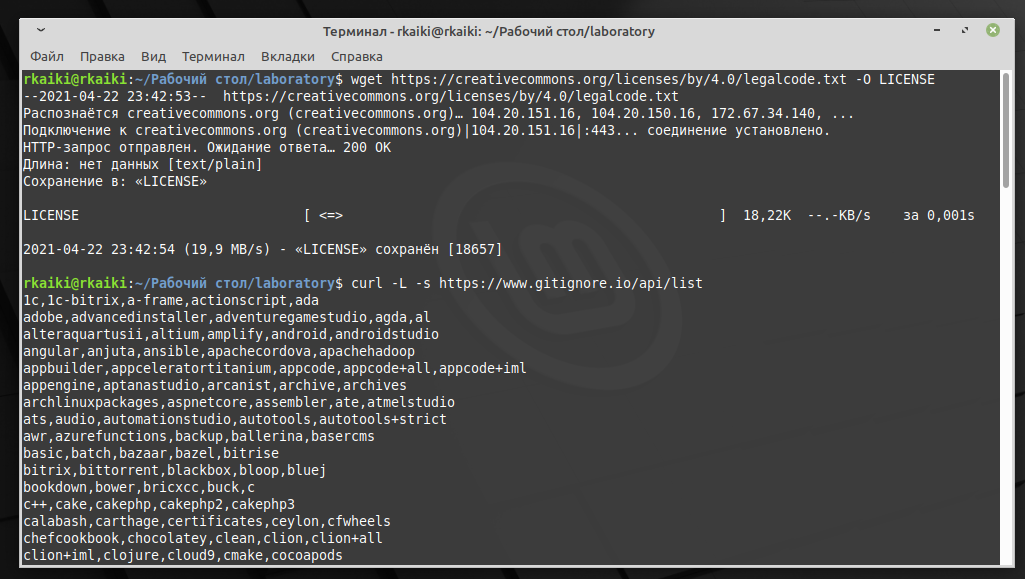 Терминал - rkaiki@rkaiki: ~/Рабочий стол/laboratory
Файл Правка Вид Терминал Вкладки Справка
rkaiki@rkaiki:~/Рабочий стол/laboratory$ wget https://creativecommons.org/licenses/by/4.0/legalcode.txt -O LICENSE
--2021-04-22 23:42:53--  https://creativecommons.org/licenses/by/4.0/legalcode.txt
Распознаётся creativecommons.org (creativecommons.org)… 104.20.151.16, 104.20.150.16, 172.67.34.140, ...
Подключение к creativecommons.org (creativecommons.org)|104.20.151.16|:443... соединение установлено.
HTTP-запрос отправлен. Ожидание ответа… 200 OK
Длина: нет данных [text/plain]
Сохранение в: «LICENSE»
LICENSE [ <=> ] 18,22K --.-KB/s за 0,001s
2021-04-22 23:42:54 (19,9 MB/s) - «LICENSE» сохранён [18657]
rkaiki@rkaiki:~/Рабочий стол/laboratory$ curl -L -s https://www.gitignore.io/api/list
1c,1c-bitrix,a-frame,actionscript,ada
adobe,advancedinstaller,adventuregamestudio,agda,al
alteraquartusii,altium,amplify,android,androidstudio
angular,anjuta,ansible,apachecordova,apachehadoop
appbuilder,appceleratortitanium,appcode,appcode+all,appcode+iml
appengine,aptanastudio,arcanist,archive,archives
archlinuxpackages,aspnetcore,assembler,ate,atmelstudio
ats,audio,automationstudio,autotools,autotools+strict
awr,azurefunctions,backup,ballerina,basercms
basic,batch,bazaar,bazel,bitrise
bitrix,bittorrent,blackbox,bloop,bluej
bookdown,bower,bricxcc,buck,c
c++,cake,cakephp,cakephp2,cakephp3
calabash,carthage,certificates,ceylon,cfwheels
chefcookbook,chocolatey,clean,clion,clion+all
clion+iml,clojure,cloud9,cmake,cocoapods